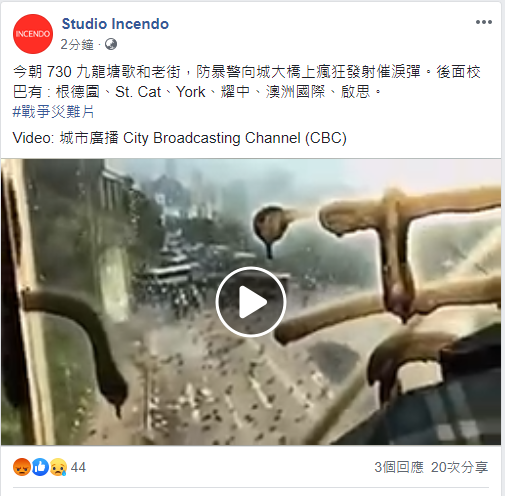 INCENDO
Studio Incendo
2分鐘 ·
今朝 730 九龍塘歌和老街，防暴警向城大橋上瘋狂發射催淚彈。後面校
巴有 : 根德園、St. Cat、York、耀中、澳洲國際、啟思。
#戰爭災難片
Video: 城市廣播 City Broadcasting Channel (CBC)
44
3個回應 20次分享